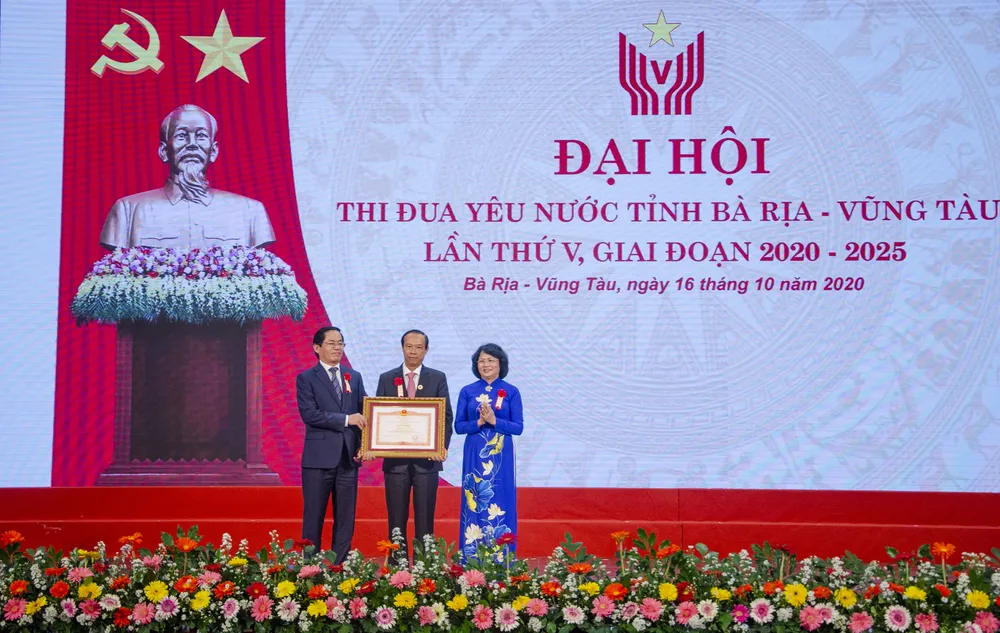 V
ĐẠI HỘI
THI ĐUA YÊU NƯỚC TỈNH BÀ RỊA - VŨNG TÀU
LẦN THỨ V, GIAI ĐOẠN 2020 - 2025
Bà Rịa - Vũng Tàu, ngày 16 tháng 10 năm 2020